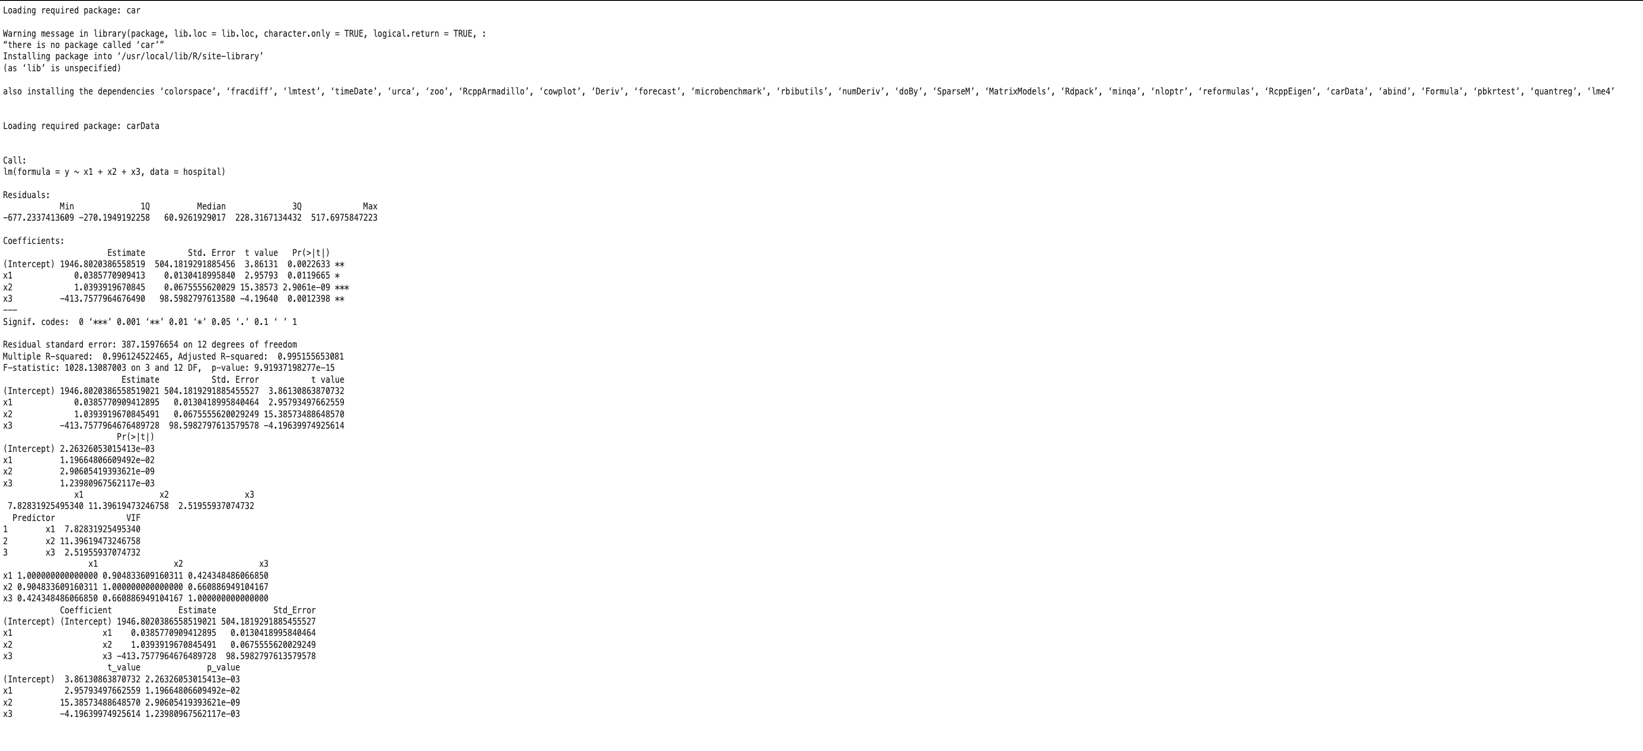 Loading required package: car
Warning message in library(package, lib.loc = lib.loc, character.only = TRUE, logical.return = TRUE, :
“there is no package called ‘car’”
Installing package into ‘/usr/local/lib/R/site-library’
(as ‘lib’ is unspecified)
also installing the dependencies ‘colorspace’, ‘fracdiff’, ‘lmtest’, ‘timeDate’, ‘urca’, ‘zoo’, ‘RcppArmadillo’, ‘cowplot’, ‘Deriv’, ‘forecast’, ‘microbenchmark’, ‘rbibutils’, ‘numDeriv’, ‘doBy’, ‘SparseM’, ‘MatrixModels’, ‘Rdpack’, ‘minqa’, ‘nloptr’, ‘reformulas’, ‘RcppEigen’, ‘carData’, ‘abind’, ‘Formula’, ‘pbkrtest’, ‘quantreg’, ‘lme4’
Loading required package: carData
Call:
lm(formula = y ~ x1 + x2 + x3, data = hospital)
Residuals:
Min 1Q Median 3Q Max
-677.2337413609 -270.1949192258 60.9261929017 228.3167134432 517.6975847223
Coefficients:
Estimate Std. Error t value Pr(>|t|)
(Intercept) 1946.8020386558519 504.1819291885456 3.86131 0.0022633 **
x1 0.0385770909413 0.0130418995840 2.95793 0.0119665 *
x2 1.0393919670845 0.0675555620029 15.38573 2.9061e-09 ***
x3 -413.7577964676490 98.5982797613580 -4.19640 0.0012398 **
---
Signif. codes: 0 ‘***’ 0.001 ‘**’ 0.01 ‘*’ 0.05 ‘.’ 0.1 ‘ ’ 1
Residual standard error: 387.15976654 on 12 degrees of freedom
Multiple R-squared: 0.996124522465, Adjusted R-squared: 0.995155653081
F-statistic: 1028.13087003 on 3 and 12 DF, p-value: 9.91937198277e-15
Estimate Std. Error t value
(Intercept) 1946.8020386558519021 504.1819291885455527 3.86130863870732
x1 0.0385770909412895 0.0130418995840464 2.95793497662559
x2 1.0393919670845491 0.0675555620029249 15.38573488648570
x3 -413.7577964676489728 98.5982797613579578 -4.19639974925614
Pr(>|t|)
(Intercept) 2.26326053015413e-03
x1 1.19664806609492e-02
x2 2.90605419393621e-09
x3 1.23980967562117e-03
x1 x2 x3
7.82831925495340 11.39619473246758 2.51955937074732
Predictor VIF
1 x1 7.82831925495340
2 x2 11.39619473246758
3 x3 2.51955937074732
x1 x2 x3
x1 1.000000000000000 0.904833609160311 0.424348486066850
x2 0.904833609160311 1.000000000000000 0.660886949104167
x3 0.424348486066850 0.660886949104167 1.000000000000000
Coefficient Estimate Std_Error
(Intercept) (Intercept) 1946.8020386558519021 504.1819291885455527
x1 x1 0.0385770909412895 0.0130418995840464
x2 x2 1.0393919670845491 0.0675555620029249
x3 x3 -413.7577964676489728 98.5982797613579578
t_value p_value
(Intercept) 3.86130863870732 2.26326053015413e-03
x1 2.95793497662559 1.19664806609492e-02
x2 15.38573488648570 2.90605419393621e-09
x3 -4.19639974925614 1.23980967562117e-03